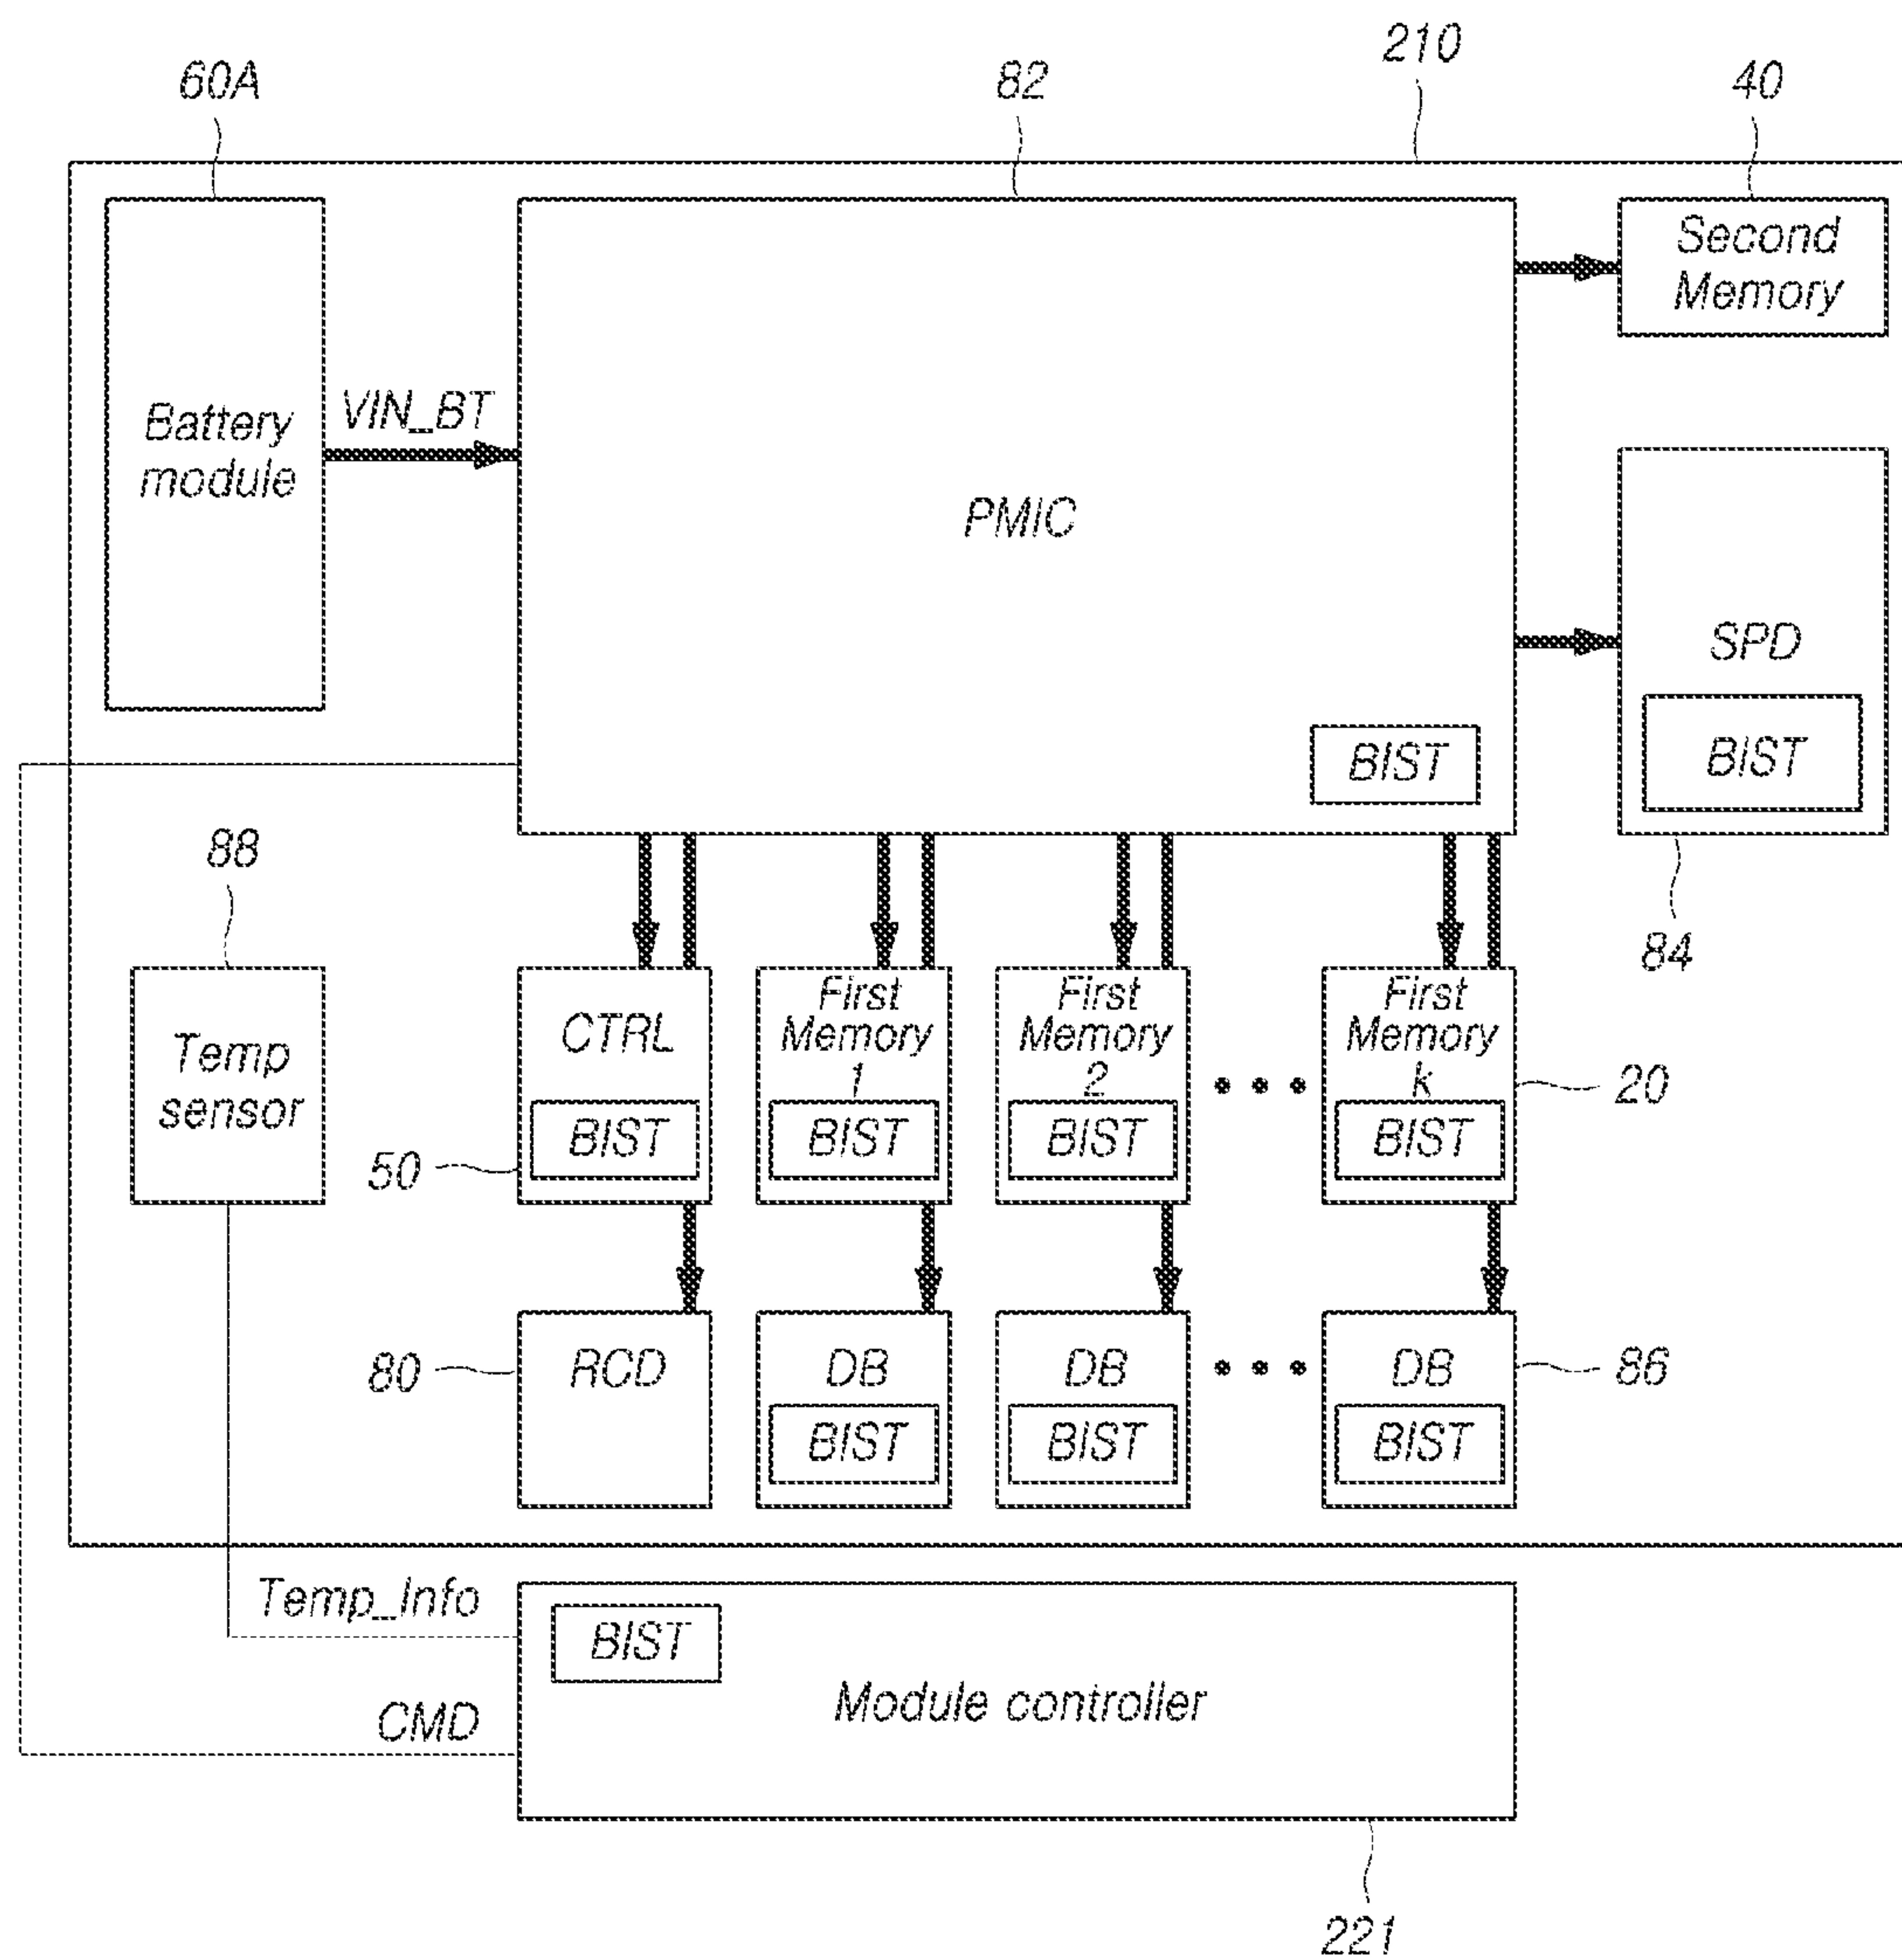 210
60A
82
40
Second
Memory
Battery
module
VIN_BT
PMIC
SPD
BIST
BIST
88
84
Temp
sensor
CTRL
BIST
First
Memory
1
BIST
First
Memory
2
BIST
• • •
First
Memory
k
BIST
20
50
80
RCD
DB
BIST
DB
BIST
• • •
DB
BIST
86
Temp_Info
BIST
Module controller
CMD
221